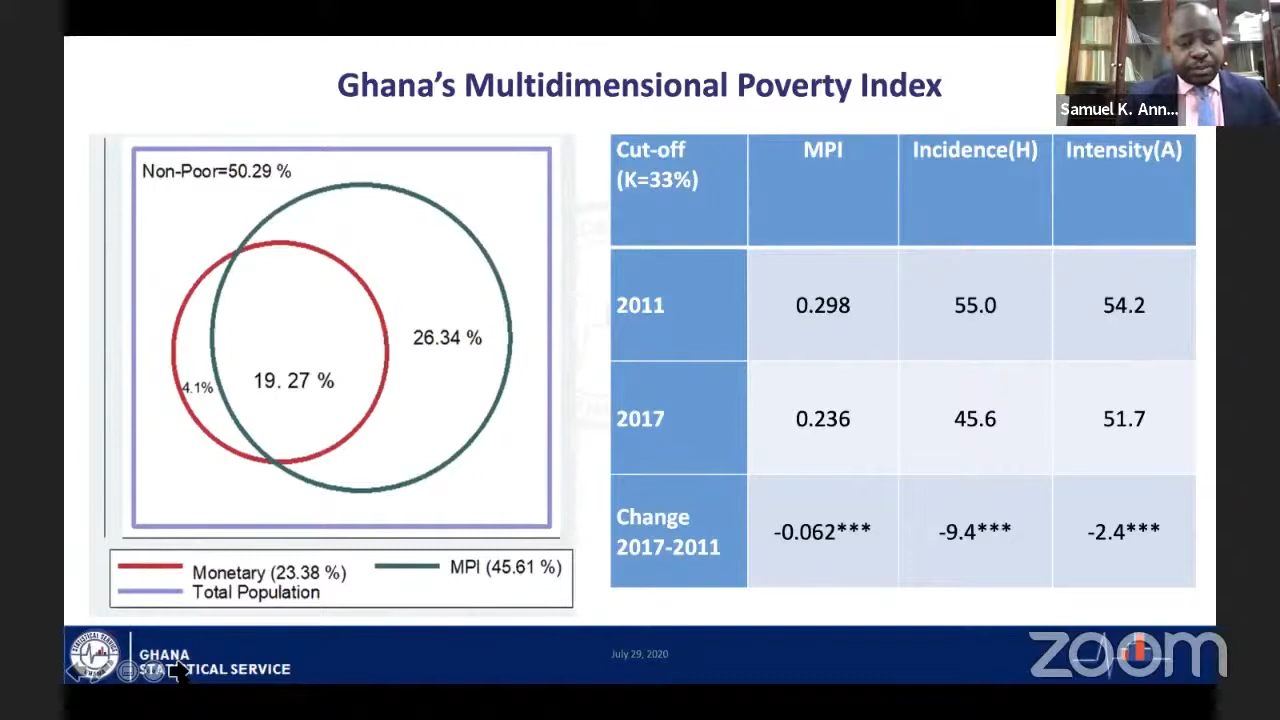 Ghana's Multidimensional Poverty Index
Samuel K. Ann...
Non-Poor=50.29 %
26.34 %
19. 27 %
4.1%
Monetary (23.38 %)
MPI (45.61 %)
Total Population
Cut-off (K=33%) MPI Incidence(H) Intensity(A)
2011 0.298 55.0 54.2
2017 0.236 45.6 51.7
Change 2017-2011 -0.062*** -9.4*** -2.4***
GHANA
STATISTICAL SERVICE
July 29, 2020
zoom